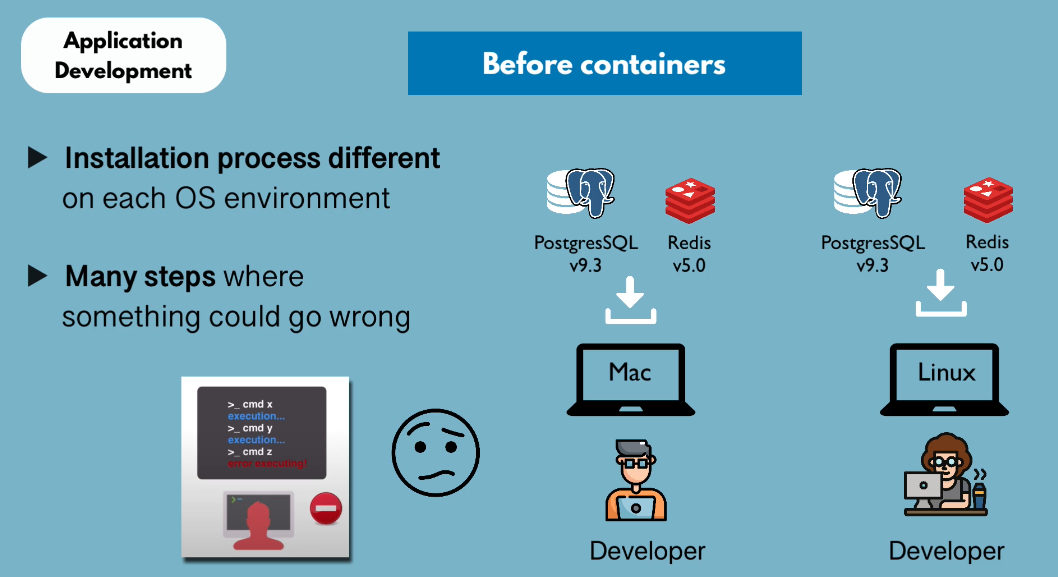 Application
Development
Before containers
Installation process different
on each OS environment
Many steps where
something could go wrong
>_ cmd x
execution...
>_ cmd y
execution...
>_ cmd z
error executing!
PostgresSQL
v9.3
Redis
v5.0
Mac
Developer
PostgresSQL
v9.3
Redis
v5.0
Linux
Developer